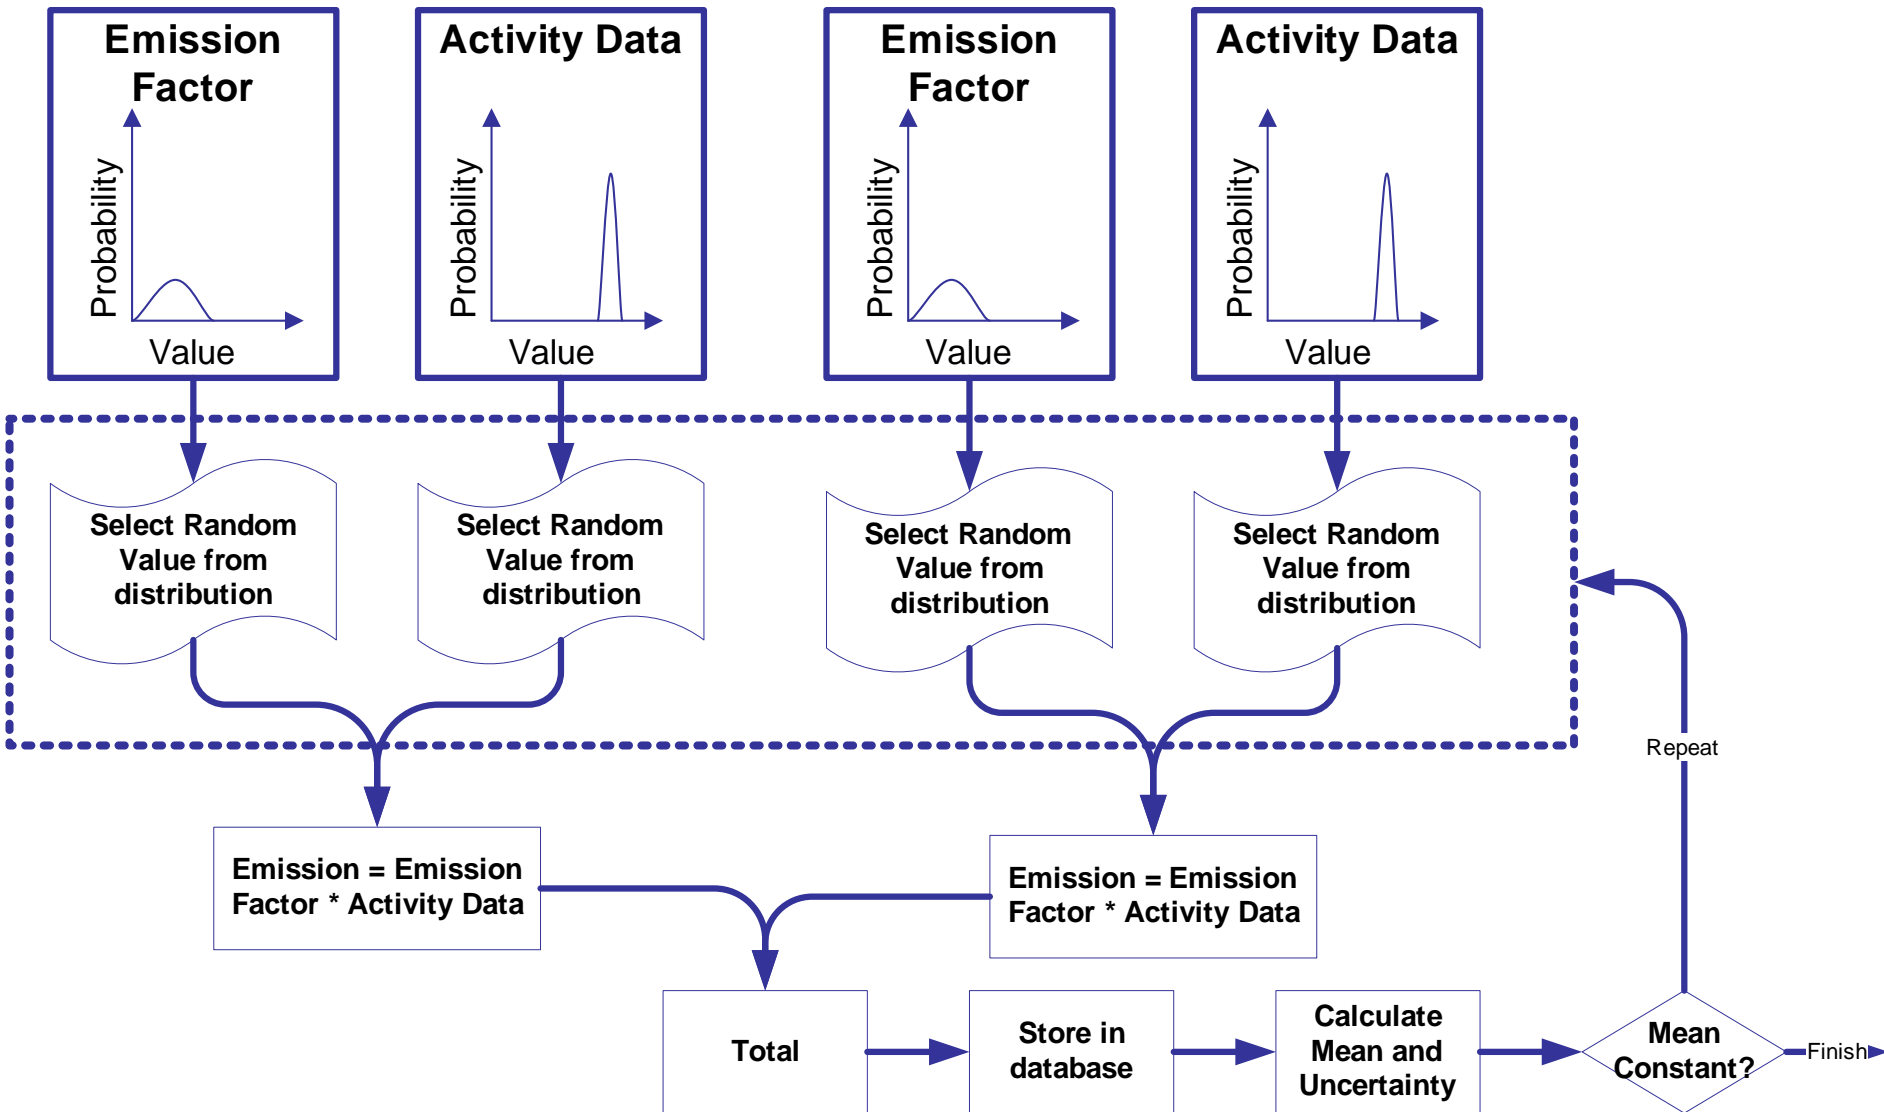 Emission
Factor
Probability
Value
Activity Data
Probability
Value
Emission
Factor
Probability
Value
Activity Data
Probability
Value
Select Random
Value from
distribution
Select Random
Value from
distribution
Select Random
Value from
distribution
Select Random
Value from
distribution
Repeat
Emission = Emission
Factor * Activity Data
Emission = Emission
Factor * Activity Data
Total
Store in
database
Calculate
Mean and
Uncertainty
Mean
Constant?
Finish